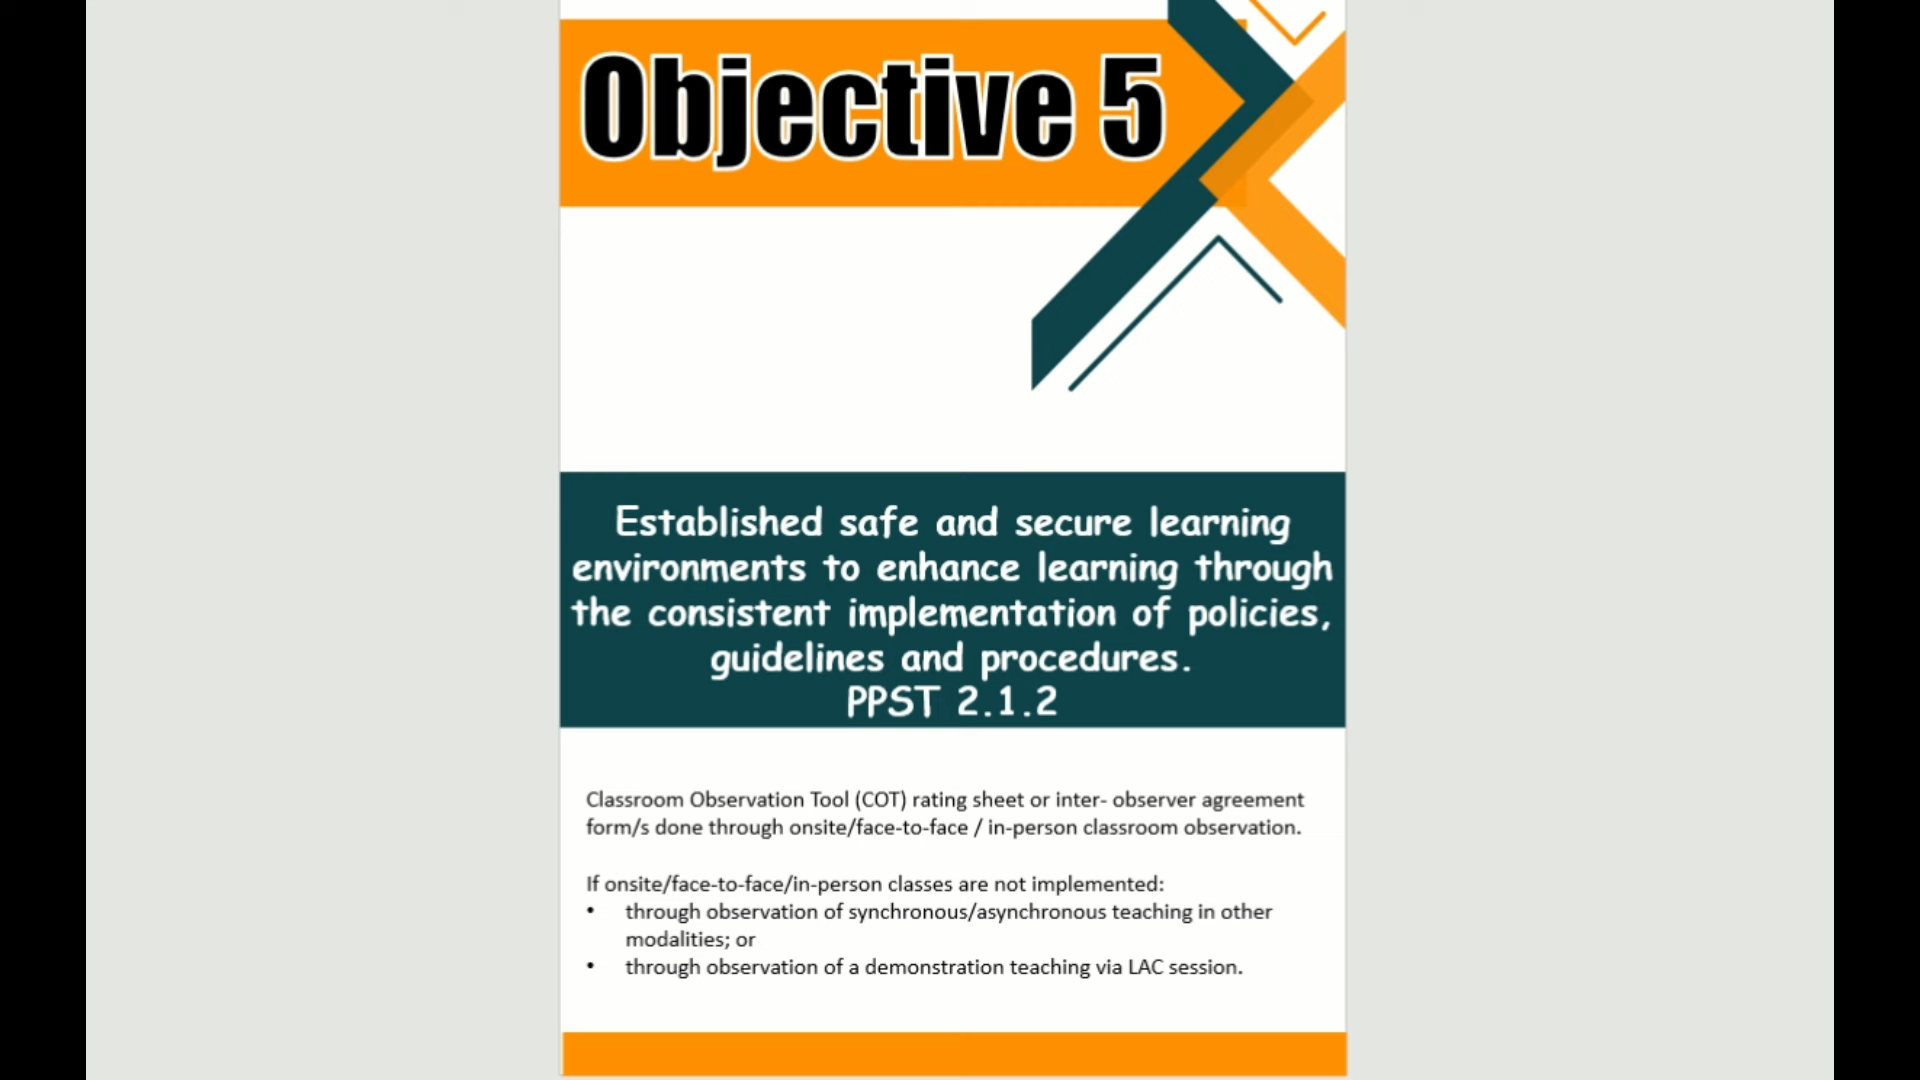 Objective 5
Established safe and secure learning
environments to enhance learning through
the consistent implementation of policies,
guidelines and procedures.
PPST 2.1.2
Classroom Observation Tool (COT) rating sheet or inter- observer agreement
form/s done through onsite/face-to-face / in-person classroom observation.
If onsite/face-to-face/in-person classes are not implemented:
• through observation of synchronous/asynchronous teaching in other
modalities; or
• through observation of a demonstration teaching via LAC session.